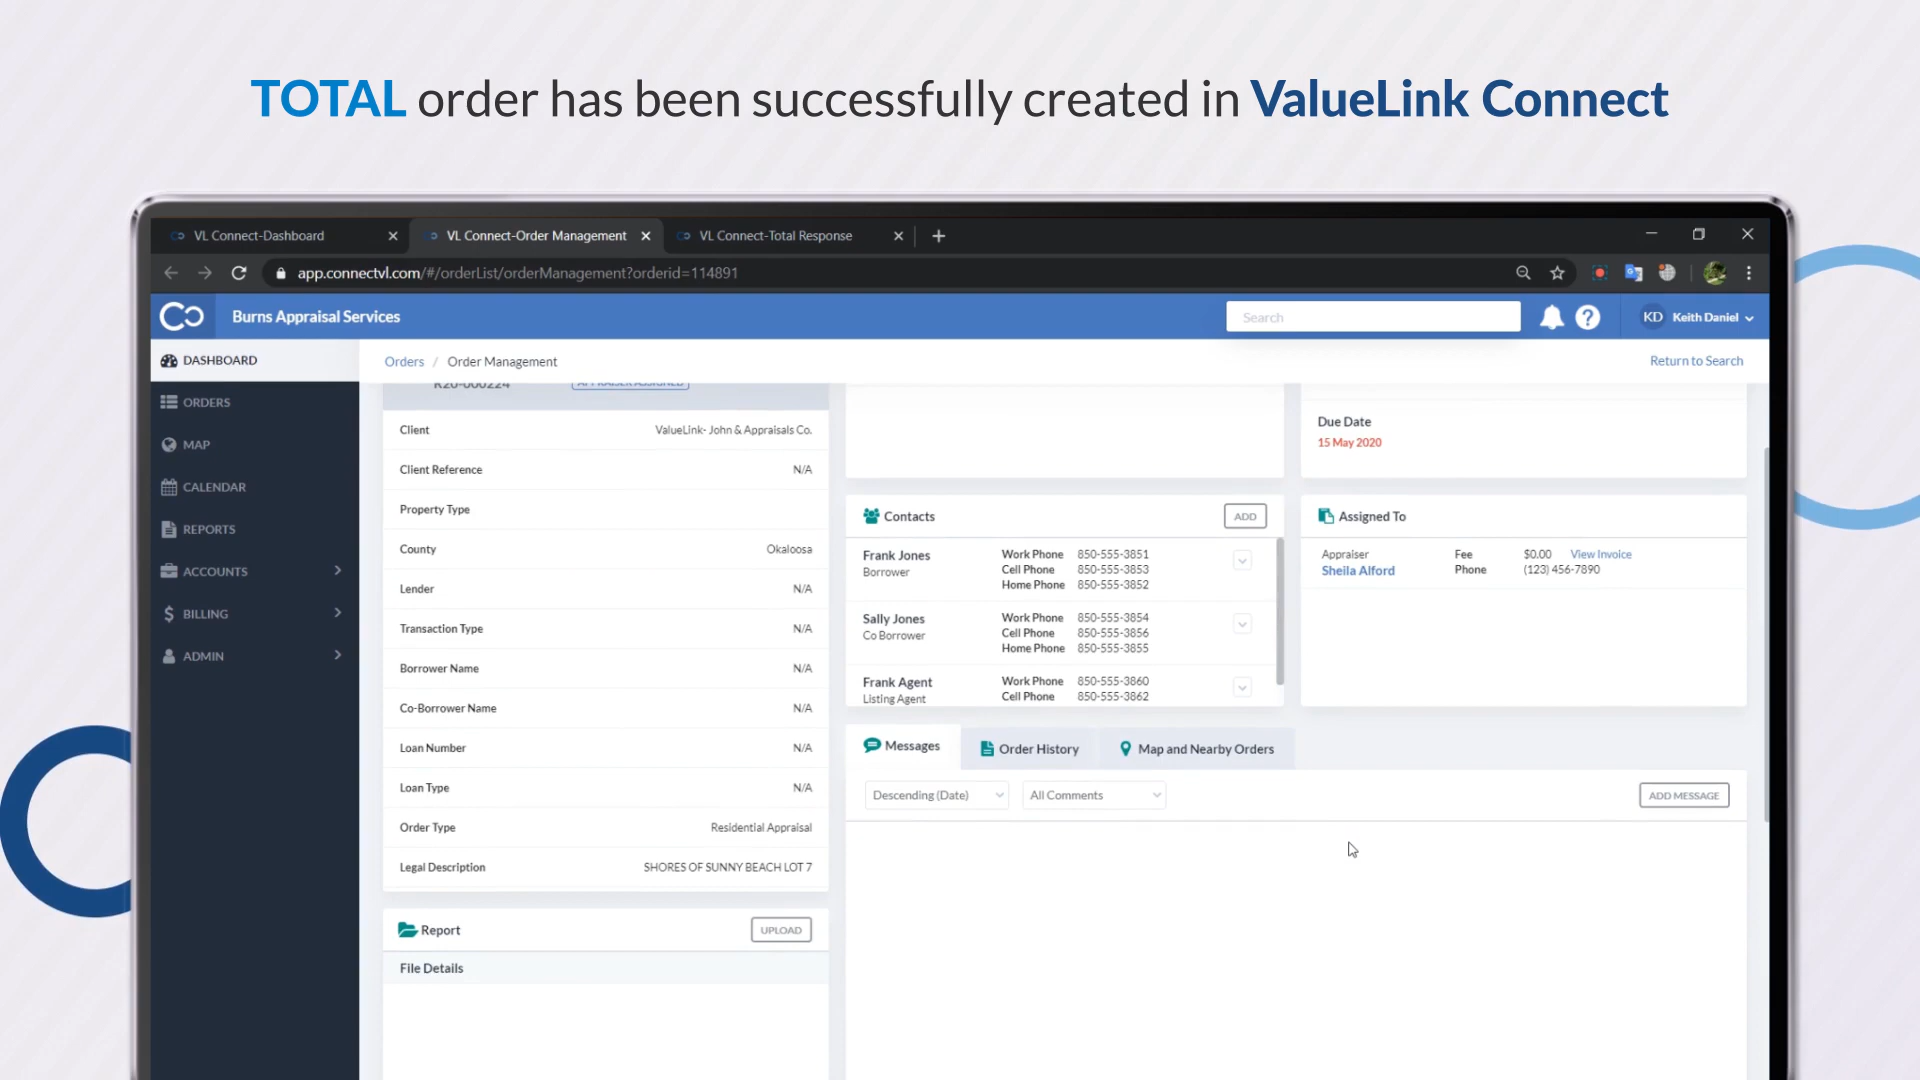 TOTAL order has been successfully created in ValueLink Connect
VL Connect-Dashboard
VL Connect-Order Management
VL Connect-Total Response
app.connectvl.com/#/orderList/orderManagement?orderid=114891
Burns Appraisal Services
Search
KD Keith Daniel
DASHBOARD
ORDERS
MAP
CALENDAR
REPORTS
ACCOUNTS
BILLING
ADMIN
Orders / Order Management
Return to Search
R20-000224
APPRAISER ASSIGNED
Client ValueLink- John & Appraisals Co.
Client Reference N/A
Property Type
County Okaloosa
Lender N/A
Transaction Type N/A
Borrower Name N/A
Co-Borrower Name N/A
Loan Number N/A
Loan Type N/A
Order Type Residential Appraisal
Legal Description SHORES OF SUNNY BEACH LOT 7
Report UPLOAD
File Details
Due Date
15 May 2020
Contacts ADD
Frank Jones Work Phone 850-555-3851
Borrower Cell Phone 850-555-3853
Home Phone 850-555-3852
Sally Jones Work Phone 850-555-3854
Co Borrower Cell Phone 850-555-3856
Home Phone 850-555-3855
Frank Agent Work Phone 850-555-3860
Listing Agent Cell Phone 850-555-3862
Assigned To
Appraiser Fee $0.00 View Invoice
Sheila Alford Phone (123) 456-7890
Messages Order History Map and Nearby Orders
Descending (Date) All Comments ADD MESSAGE